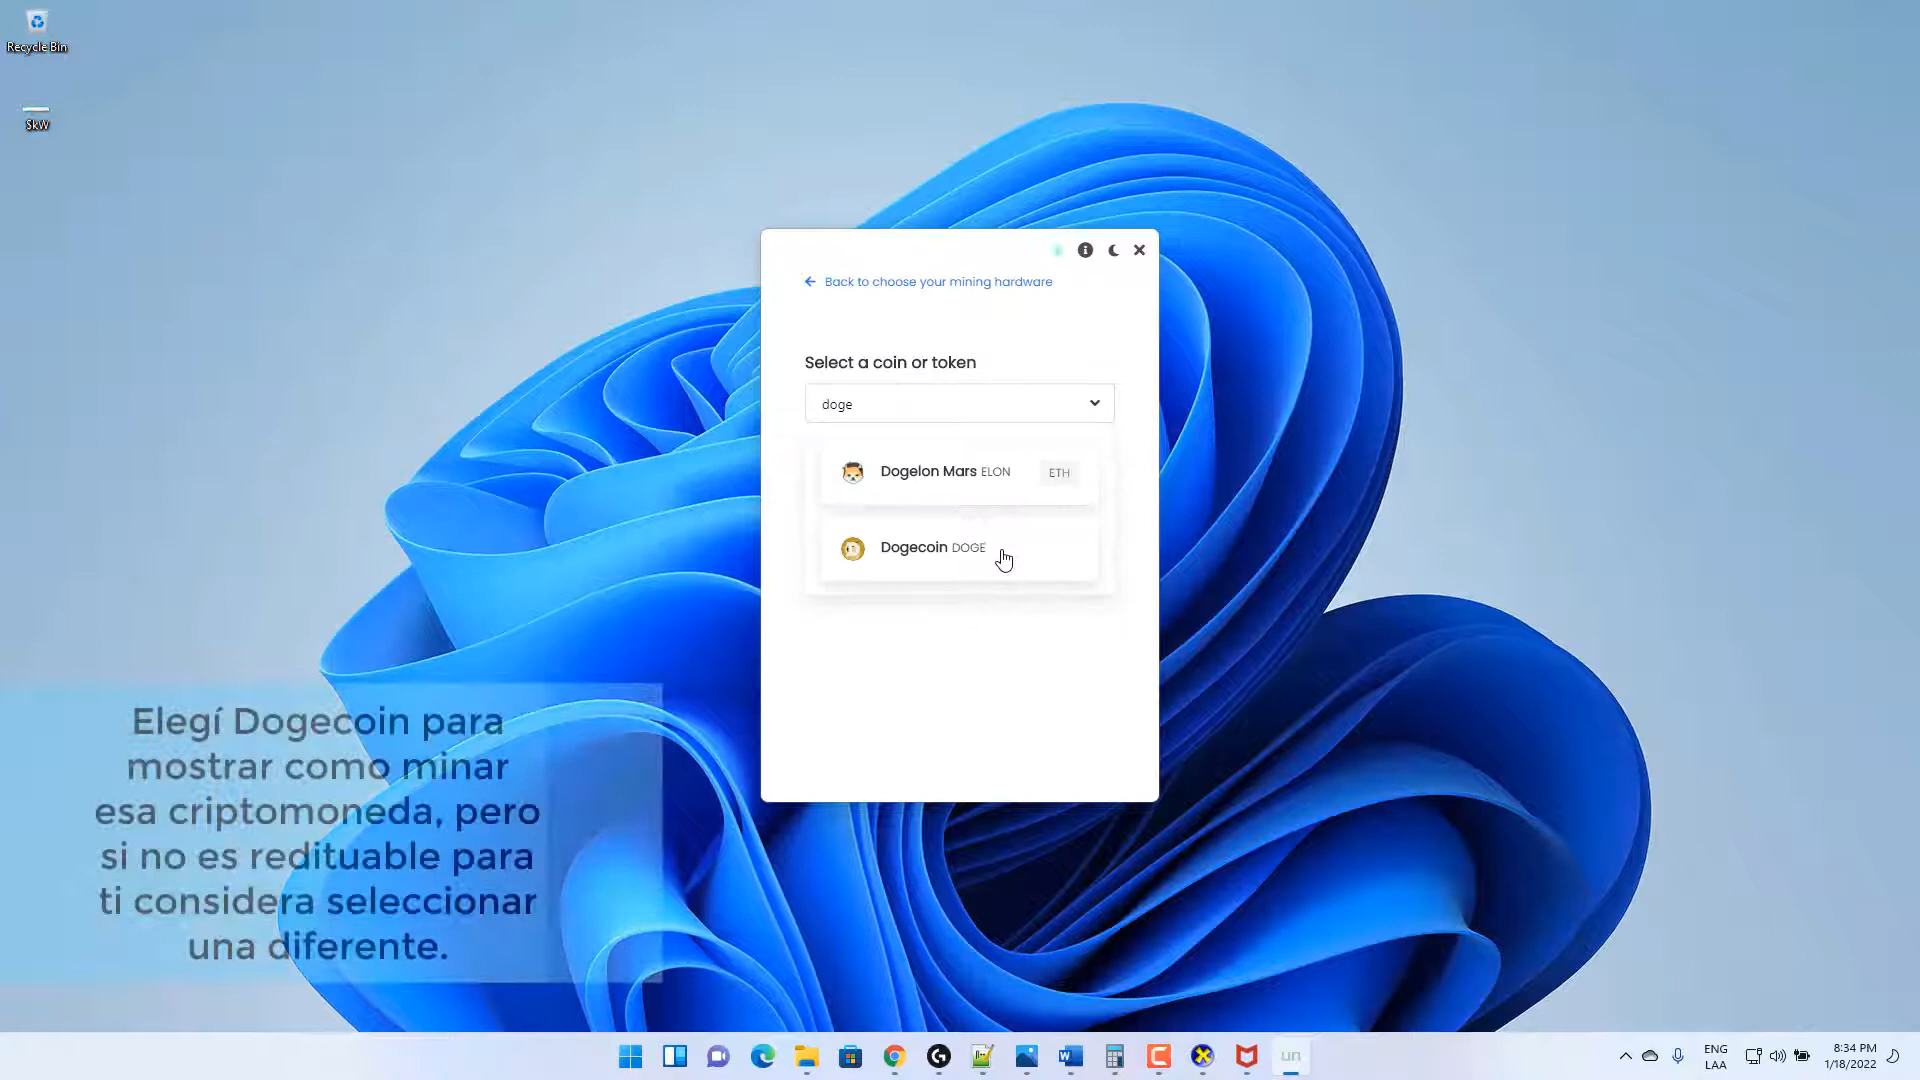 Recycle Bin
SkW
Back to choose your mining hardware
Select a coin or token
doge
Dogelon Mars ELON ETH
Dogecoin DOGE
Elegí Dogecoin para
mostrar como minar
esa criptomoneda, pero
si no es redituable para
ti considera seleccionar
una diferente.
un
ENG
LAA
8:34 PM
1/18/2022